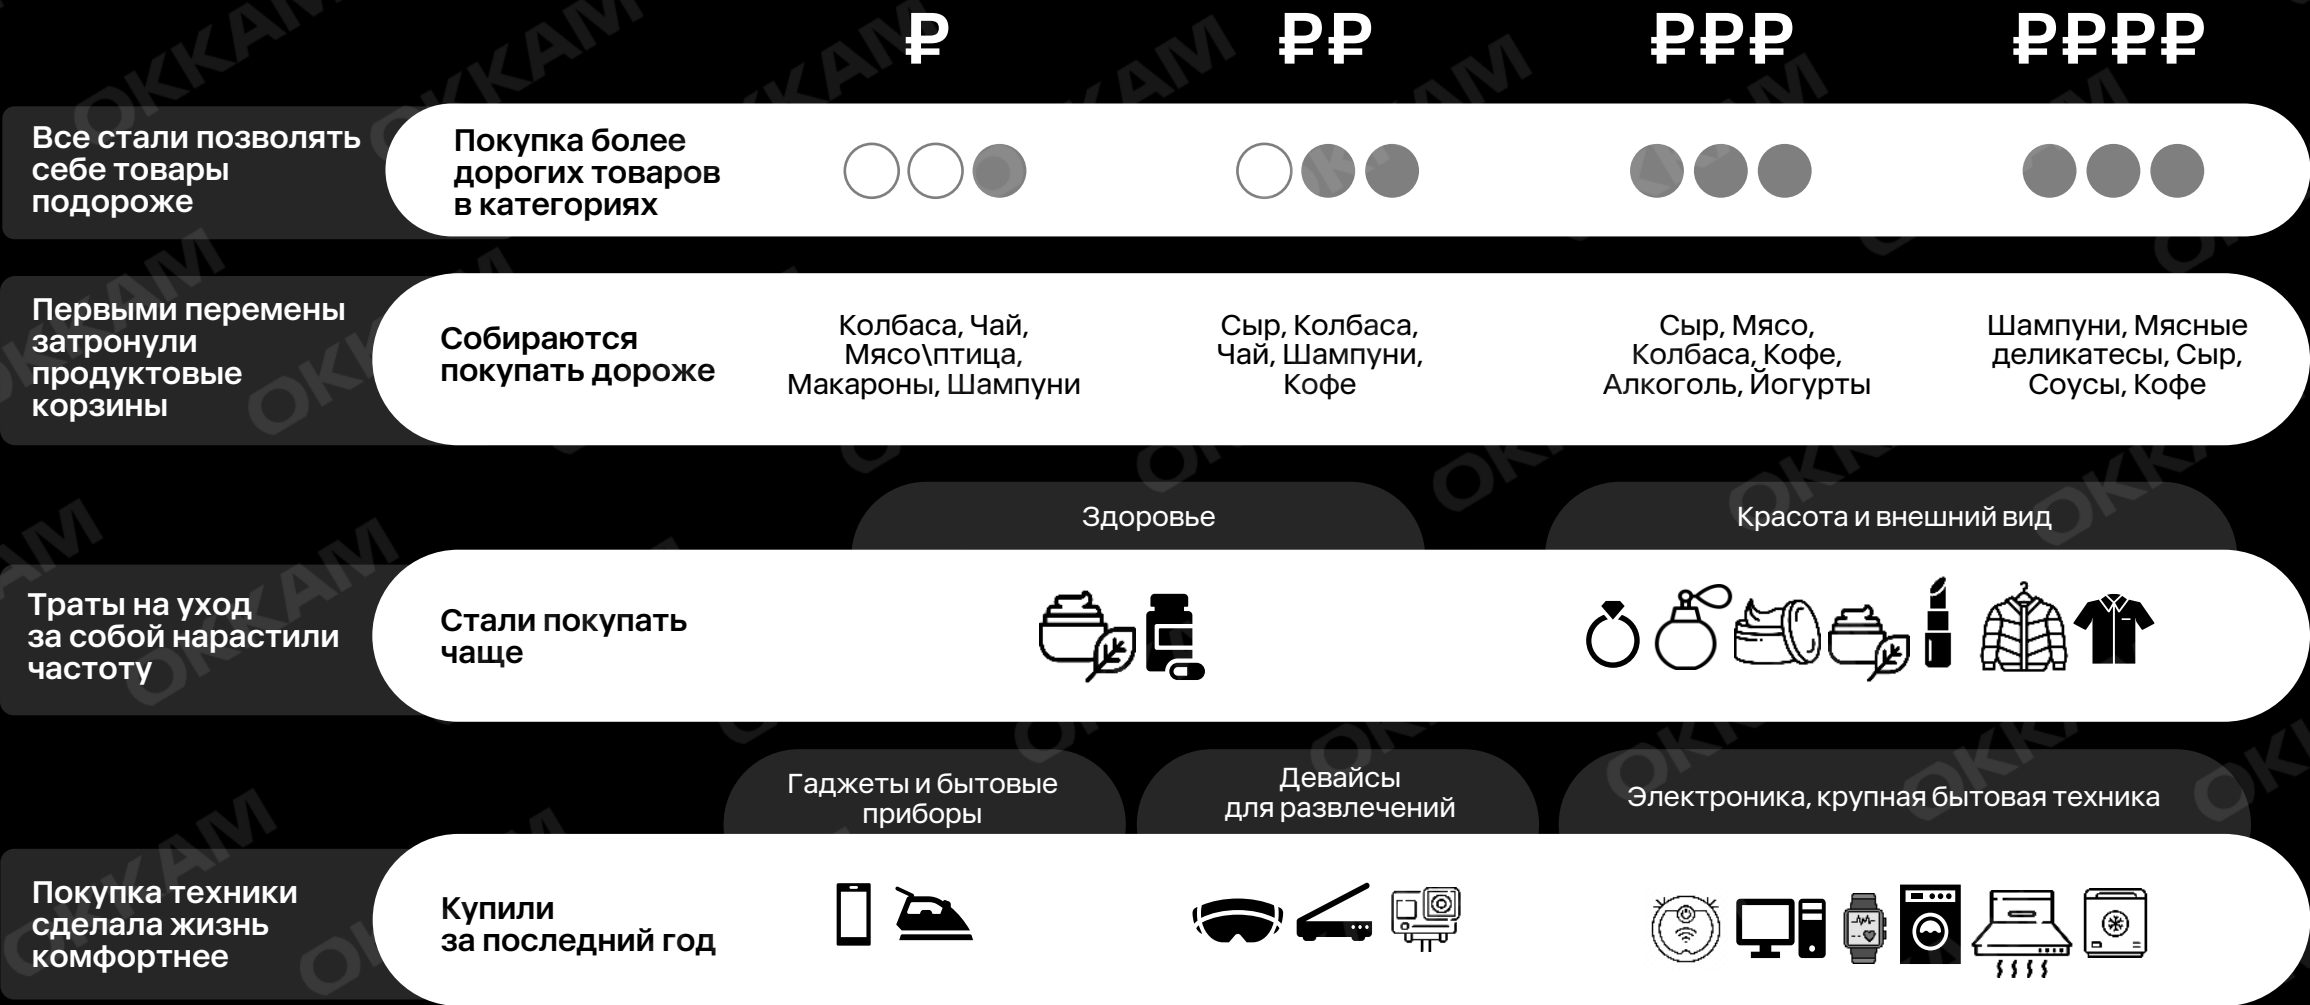 ₽ ₽₽ ₽₽₽ ₽₽₽₽
Все стали позволять
себе товары
подороже
Покупка более
дорогих товаров
в категориях
Первыми перемены
затронули
продуктовые
корзины
Собираются
покупать дороже
Колбаса, Чай,
Мясо\птица,
Макароны, Шампуни
Сыр, Колбаса,
Чай, Шампуни,
Кофе
Сыр, Мясо,
Колбаса, Кофе,
Алкоголь, Йогурты
Шампуни, Мясные
деликатесы, Сыр,
Соусы, Кофе
Здоровье
Красота и внешний вид
Траты на уход
за собой нарастили
частоту
Стали покупать
чаще
Гаджеты и бытовые
приборы
Девайсы
для развлечений
Электроника, крупная бытовая техника
Покупка техники
сделала жизнь
комфортнее
Купили
за последний год
OKKAM